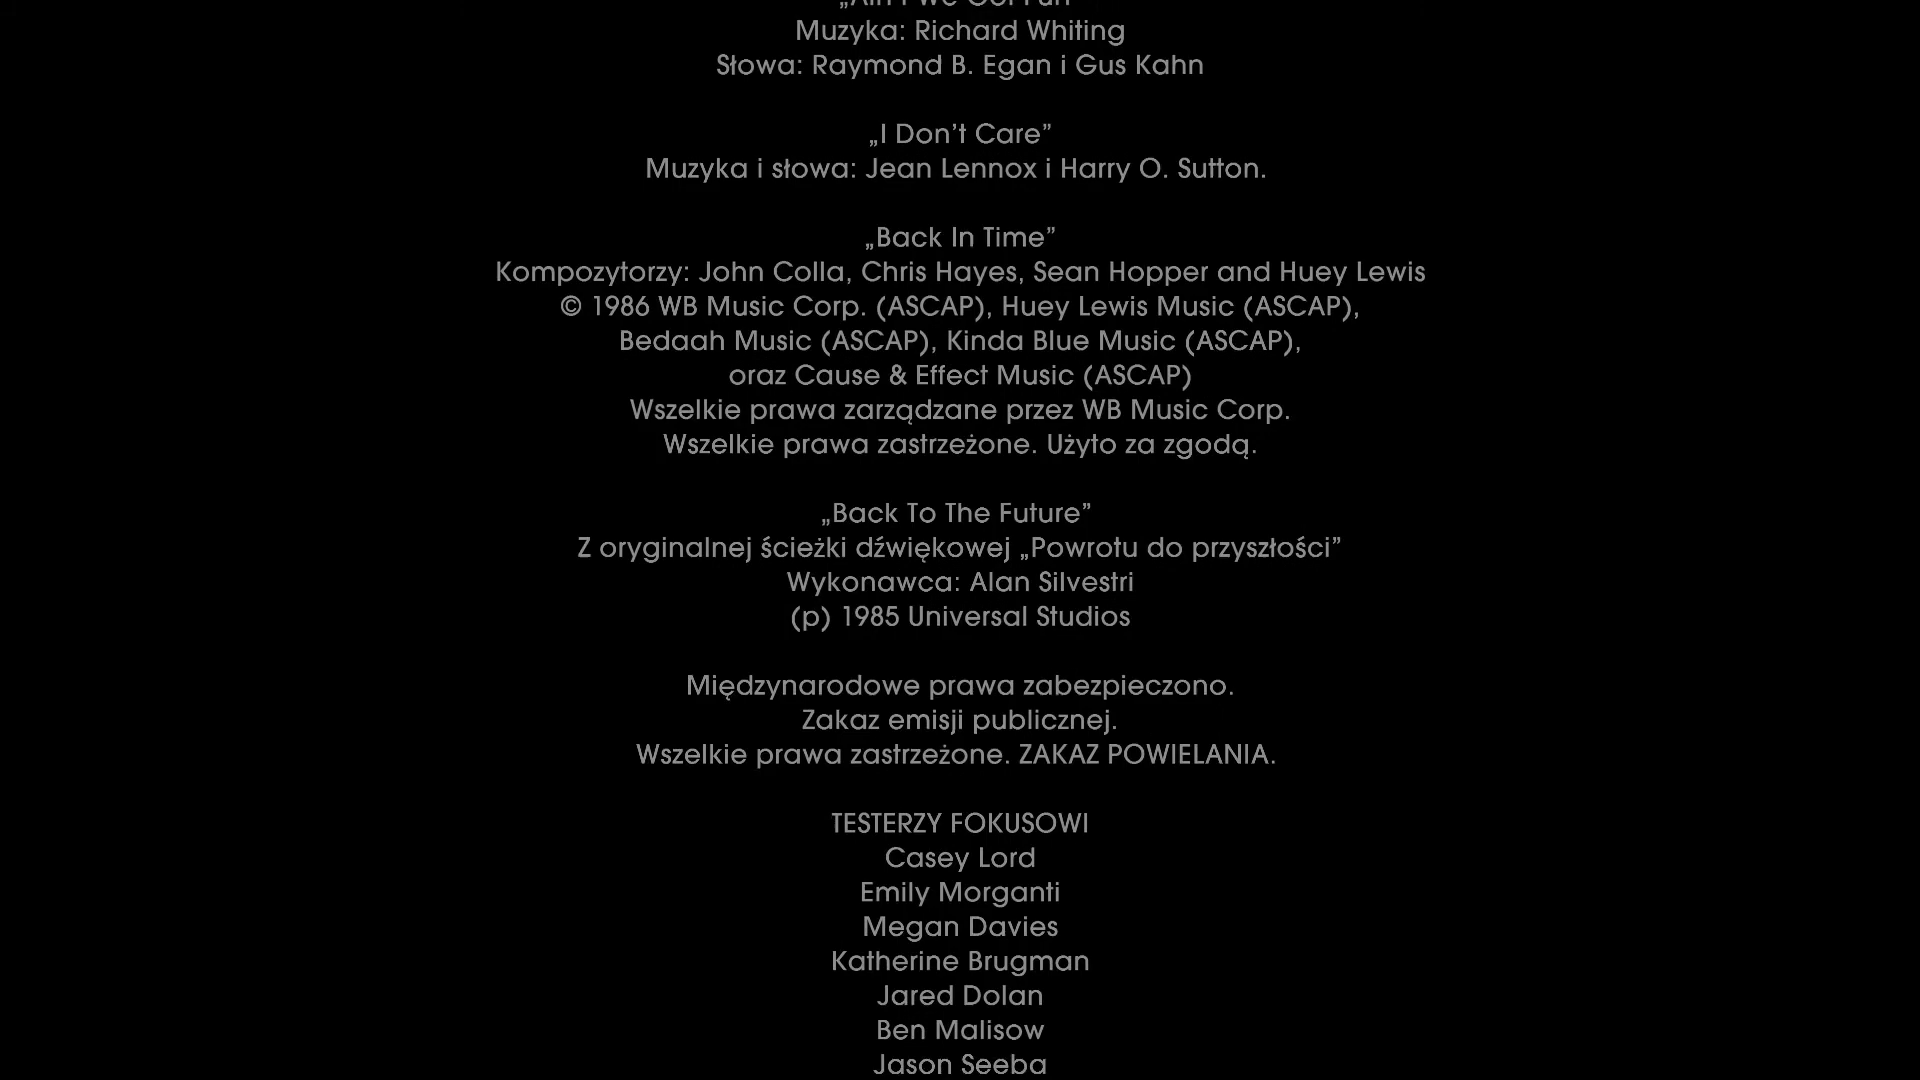 „Ain't We Got Fun”
Muzyka: Richard Whiting
Słowa: Raymond B. Egan i Gus Kahn
„I Don’t Care”
Muzyka i słowa: Jean Lennox i Harry O. Sutton.
„Back In Time”
Kompozytorzy: John Colla, Chris Hayes, Sean Hopper and Huey Lewis
© 1986 WB Music Corp. (ASCAP), Huey Lewis Music (ASCAP),
Bedaah Music (ASCAP), Kinda Blue Music (ASCAP),
oraz Cause & Effect Music (ASCAP)
Wszelkie prawa zarządzane przez WB Music Corp.
Wszelkie prawa zastrzeżone. Użyto za zgodą.
„Back To The Future”
Z oryginalnej ścieżki dźwiękowej „Powrotu do przyszłości”
Wykonawca: Alan Silvestri
(p) 1985 Universal Studios
Międzynarodowe prawa zabezpieczono.
Zakaz emisji publicznej.
Wszelkie prawa zastrzeżone. ZAKAZ POWIELANIA.
TESTERZY FOKUSOWI
Casey Lord
Emily Morganti
Megan Davies
Katherine Brugman
Jared Dolan
Ben Malisow
Jason Seeba